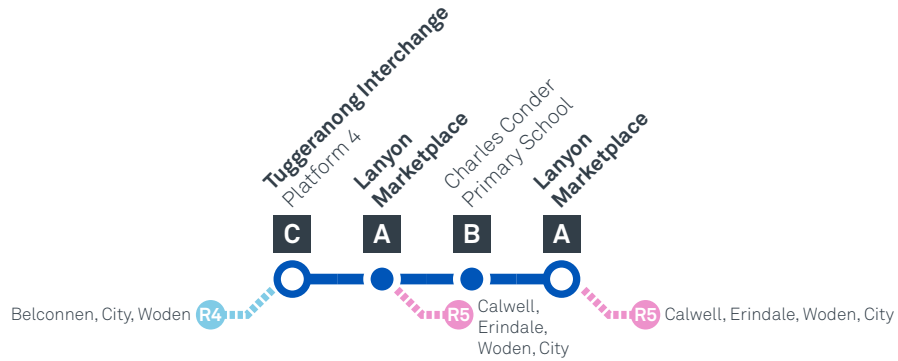 Tuggeranong Interchange
Platform 4
Lanyon
Marketplace
Charles Conder
Primary School
Lanyon
Marketplace
C
A
B
A
Belconnen, City, Woden R4
R5 Calwell,
Erindale,
Woden, City
R5 Calwell, Erindale, Woden, City